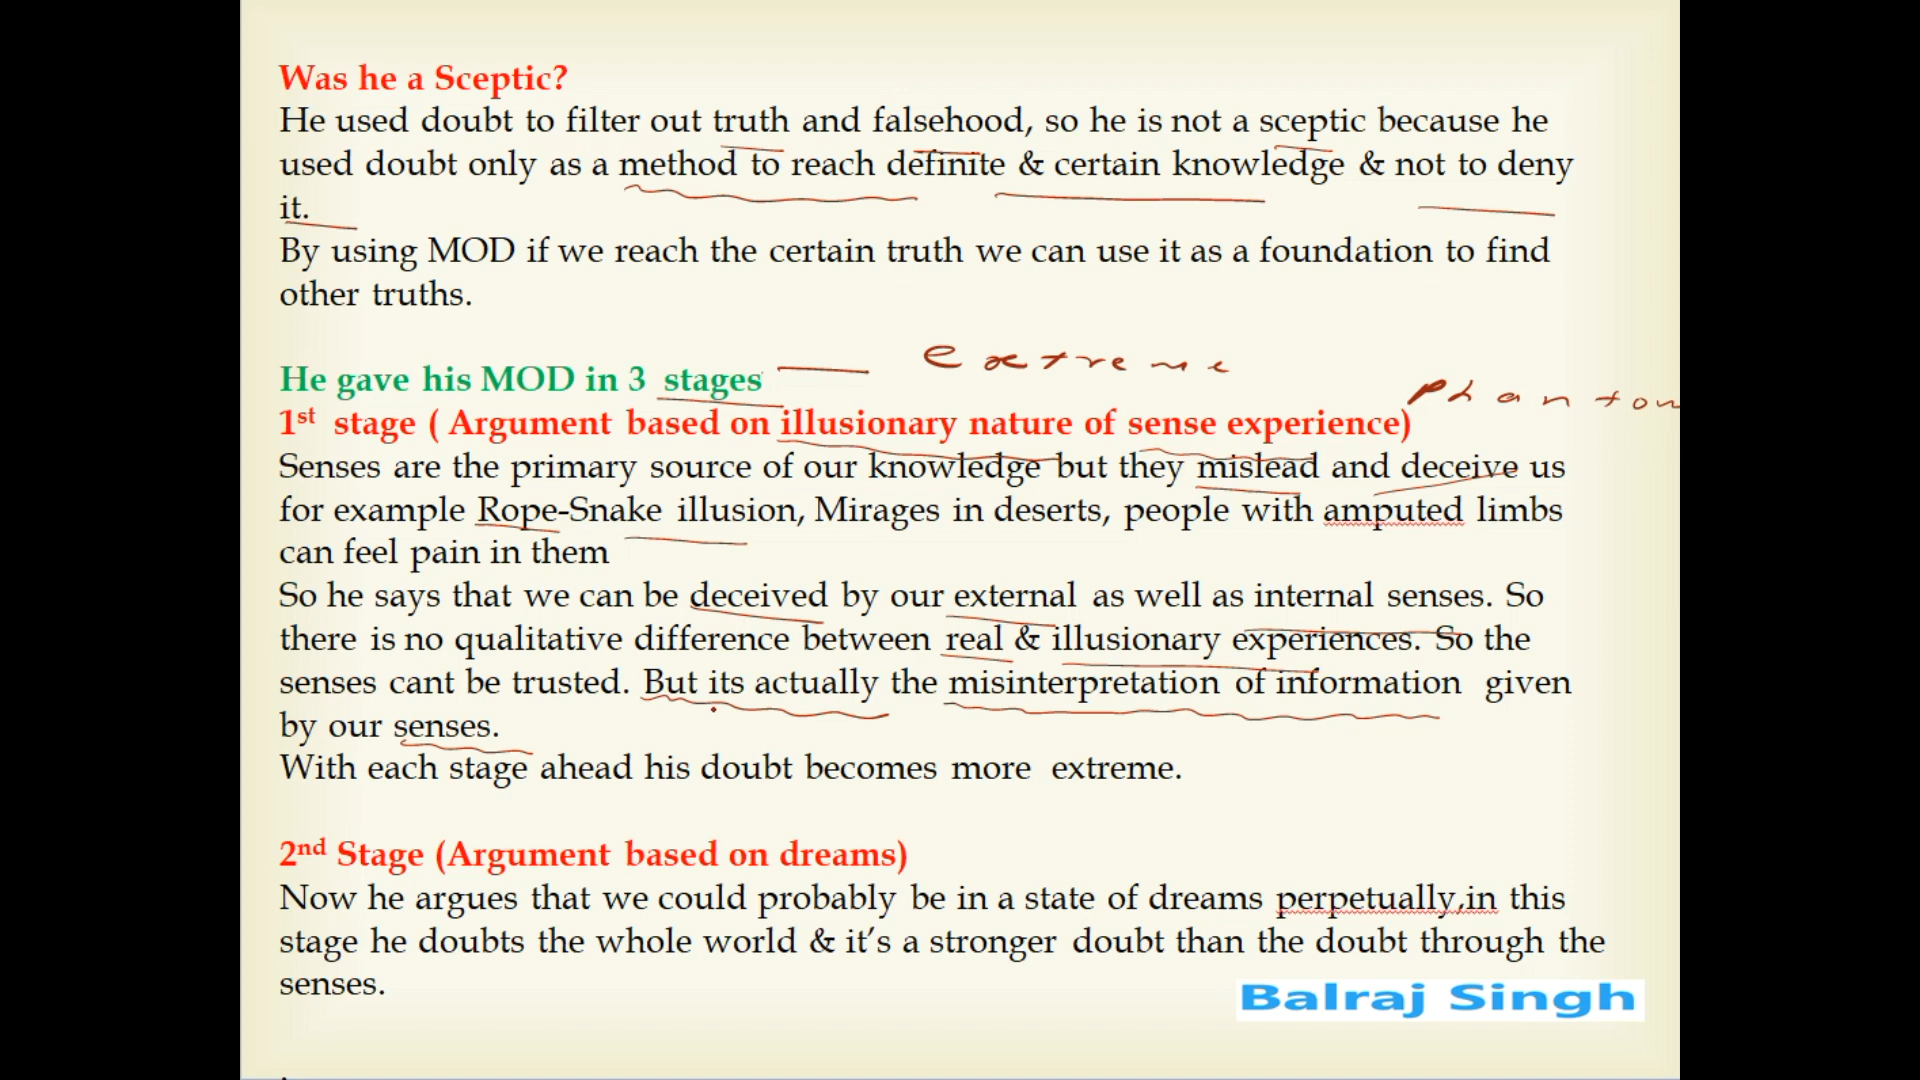 Was he a Sceptic?
He used doubt to filter out truth and falsehood, so he is not a sceptic because he
used doubt only as a method to reach definite & certain knowledge & not to deny
it.
By using MOD if we reach the certain truth we can use it as a foundation to find
other truths.
extreme
He gave his MOD in 3 stages
phantom
1st stage ( Argument based on illusionary nature of sense experience)
Senses are the primary source of our knowledge but they mislead and deceive us
for example Rope-Snake illusion, Mirages in deserts, people with amputed limbs
can feel pain in them
So he says that we can be deceived by our external as well as internal senses. So
there is no qualitative difference between real & illusionary experiences. So the
senses cant be trusted. But its actually the misinterpretation of information given
by our senses.
With each stage ahead his doubt becomes more extreme.
2nd Stage (Argument based on dreams)
Now he argues that we could probably be in a state of dreams perpetually,in this
stage he doubts the whole world & it's a stronger doubt than the doubt through the
senses.
Balraj Singh